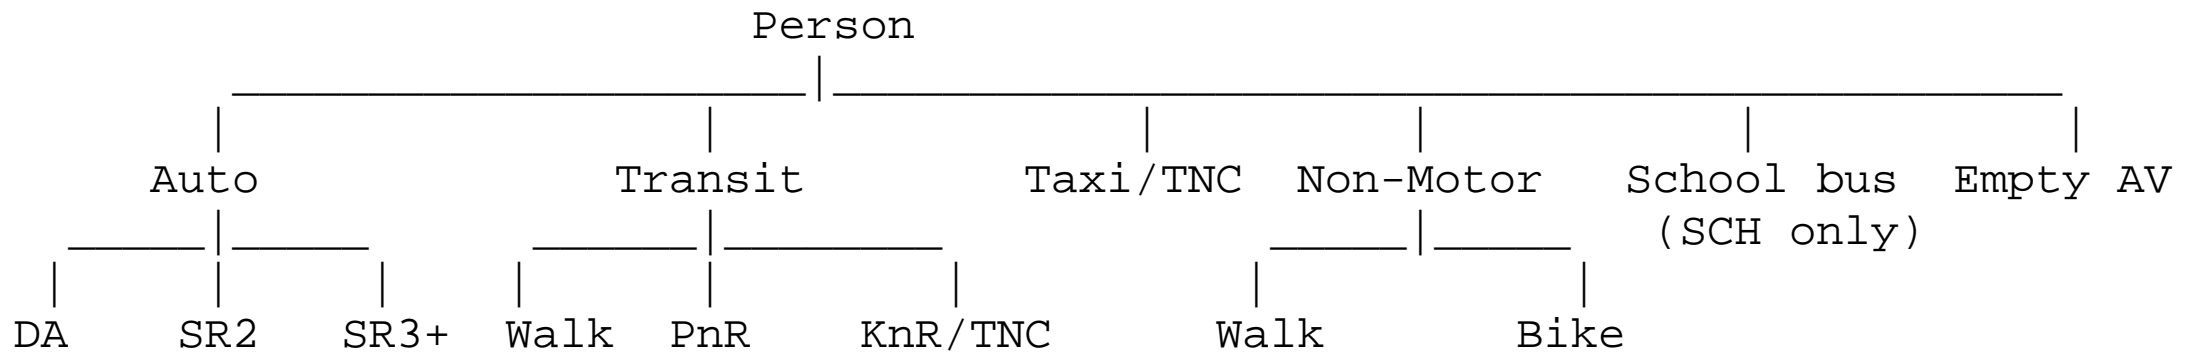 Person
Auto Transit Taxi/TNC Non-Motor School bus Empty AV
(SCH only)
DA SR2 SR3+ Walk PnR KnR/TNC Walk Bike